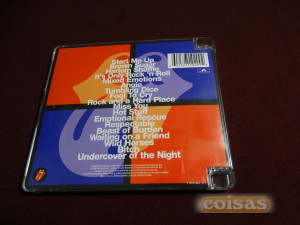 Start Me Up
Brown Sugar
Harlem Shuffle
It's Only Rock 'n Roll
Mixed Emotions
Angie
Tumbling Dice
Fool To Cry
Rock and a Hard Place
Miss You
Hot Stuff
Emotional Rescue
Respectable
Beast of Burden
Waiting on a Friend
Wild Horses
Bitch
Undercover of the Night
coisas